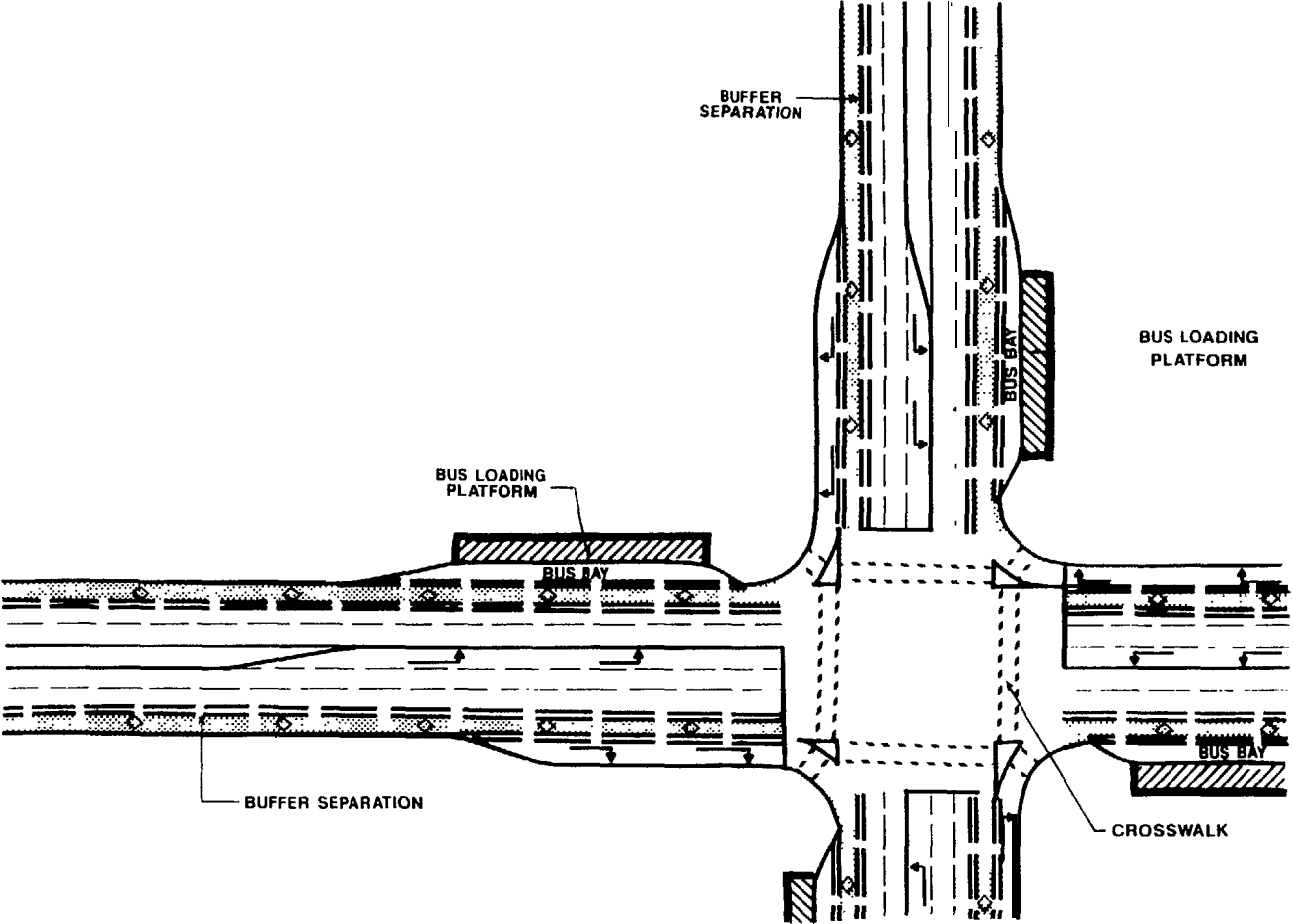 BUFFER
SEPARATION
BUS LOADING
PLATFORM
BUS BAY
BUS LOADING
PLATFORM
BUS BAY
BUS BAY
BUFFER SEPARATION
CROSSWALK